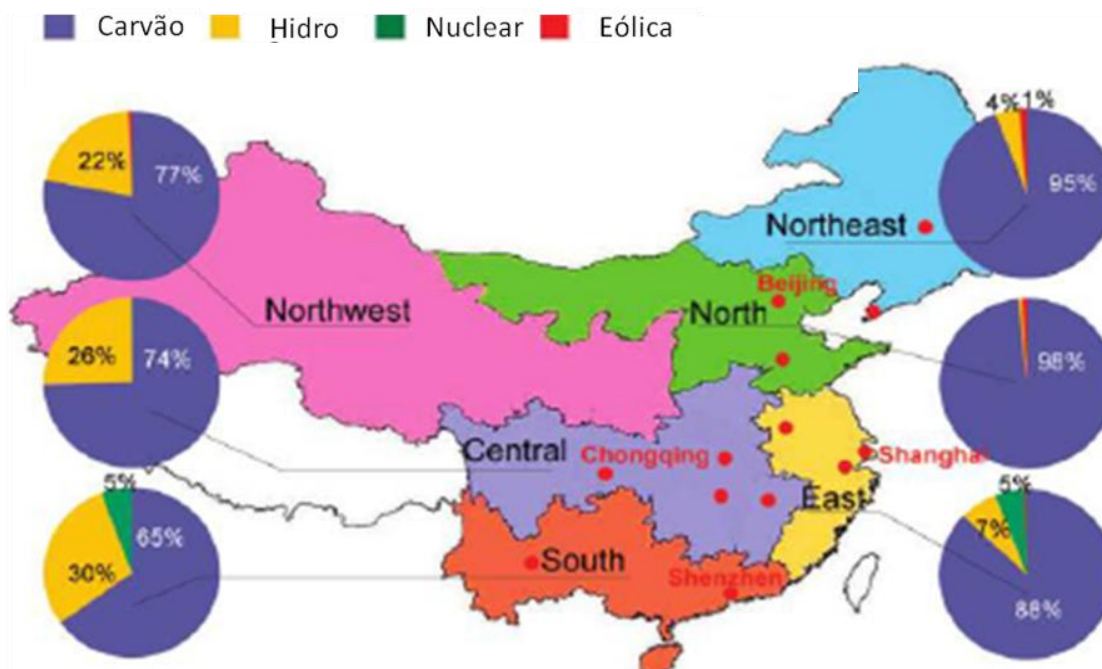 Carvão Hidro Nuclear Eólica
4% 1%
22% 77%
95%
Northeast
Beijing
Northwest
North
26% 74%
98%
Central
Chongqing
Shanghai
5%
East
5%
65%
7%
30%
South
Shenzhen
88%